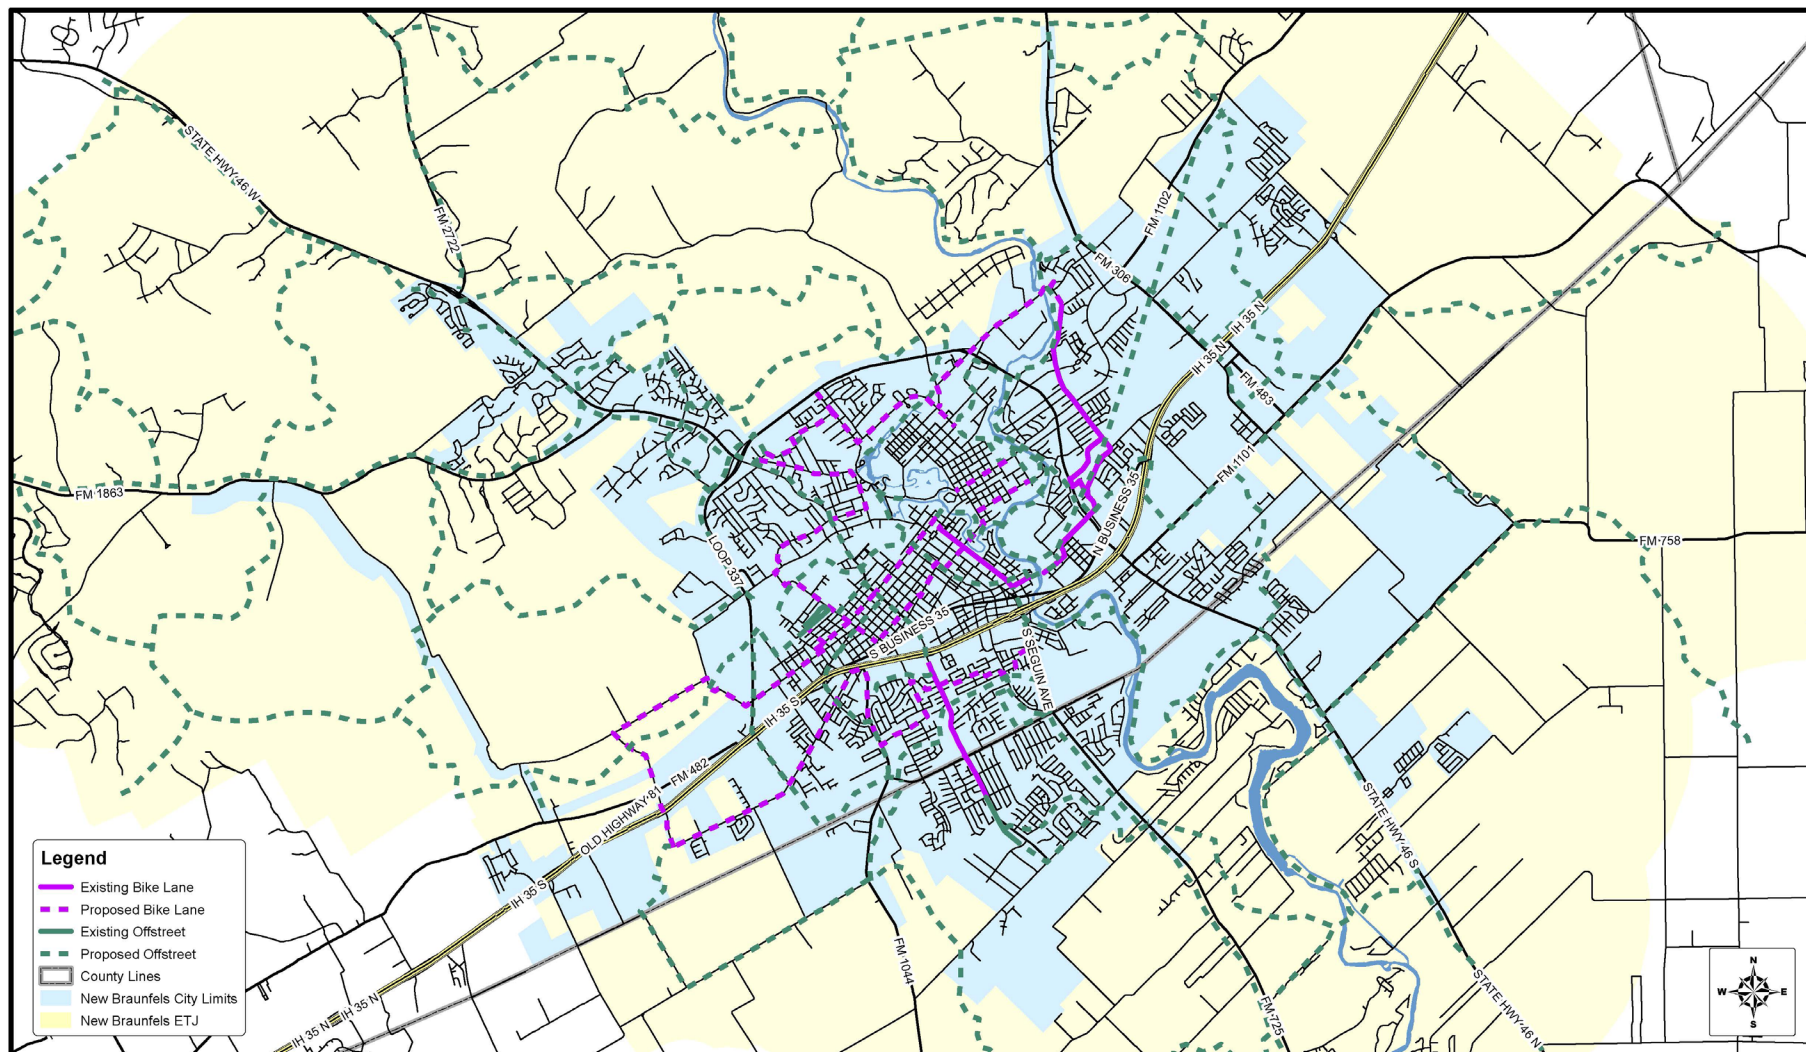 STATE HWY 46 W
FM 2722
FM 1102
FM 306
IH 35 N
IH 35 N
FM 483
FM 1863
FM 1101
N BUSINESS 35
FM 758
LOOP 337
S BUSINESS 35
S SEGUIN AVE
IH 35 S
FM 482
OLD HIGHWAY 81
STATE HWY 46 S
IH 35 S
FM 1044
IH 35 N
IH 35 N
FM 725
STATE HWY 46 N
Legend
Existing Bike Lane
Proposed Bike Lane
Existing Offstreet
Proposed Offstreet
County Lines
New Braunfels City Limits
New Braunfels ETJ
N
W E
S